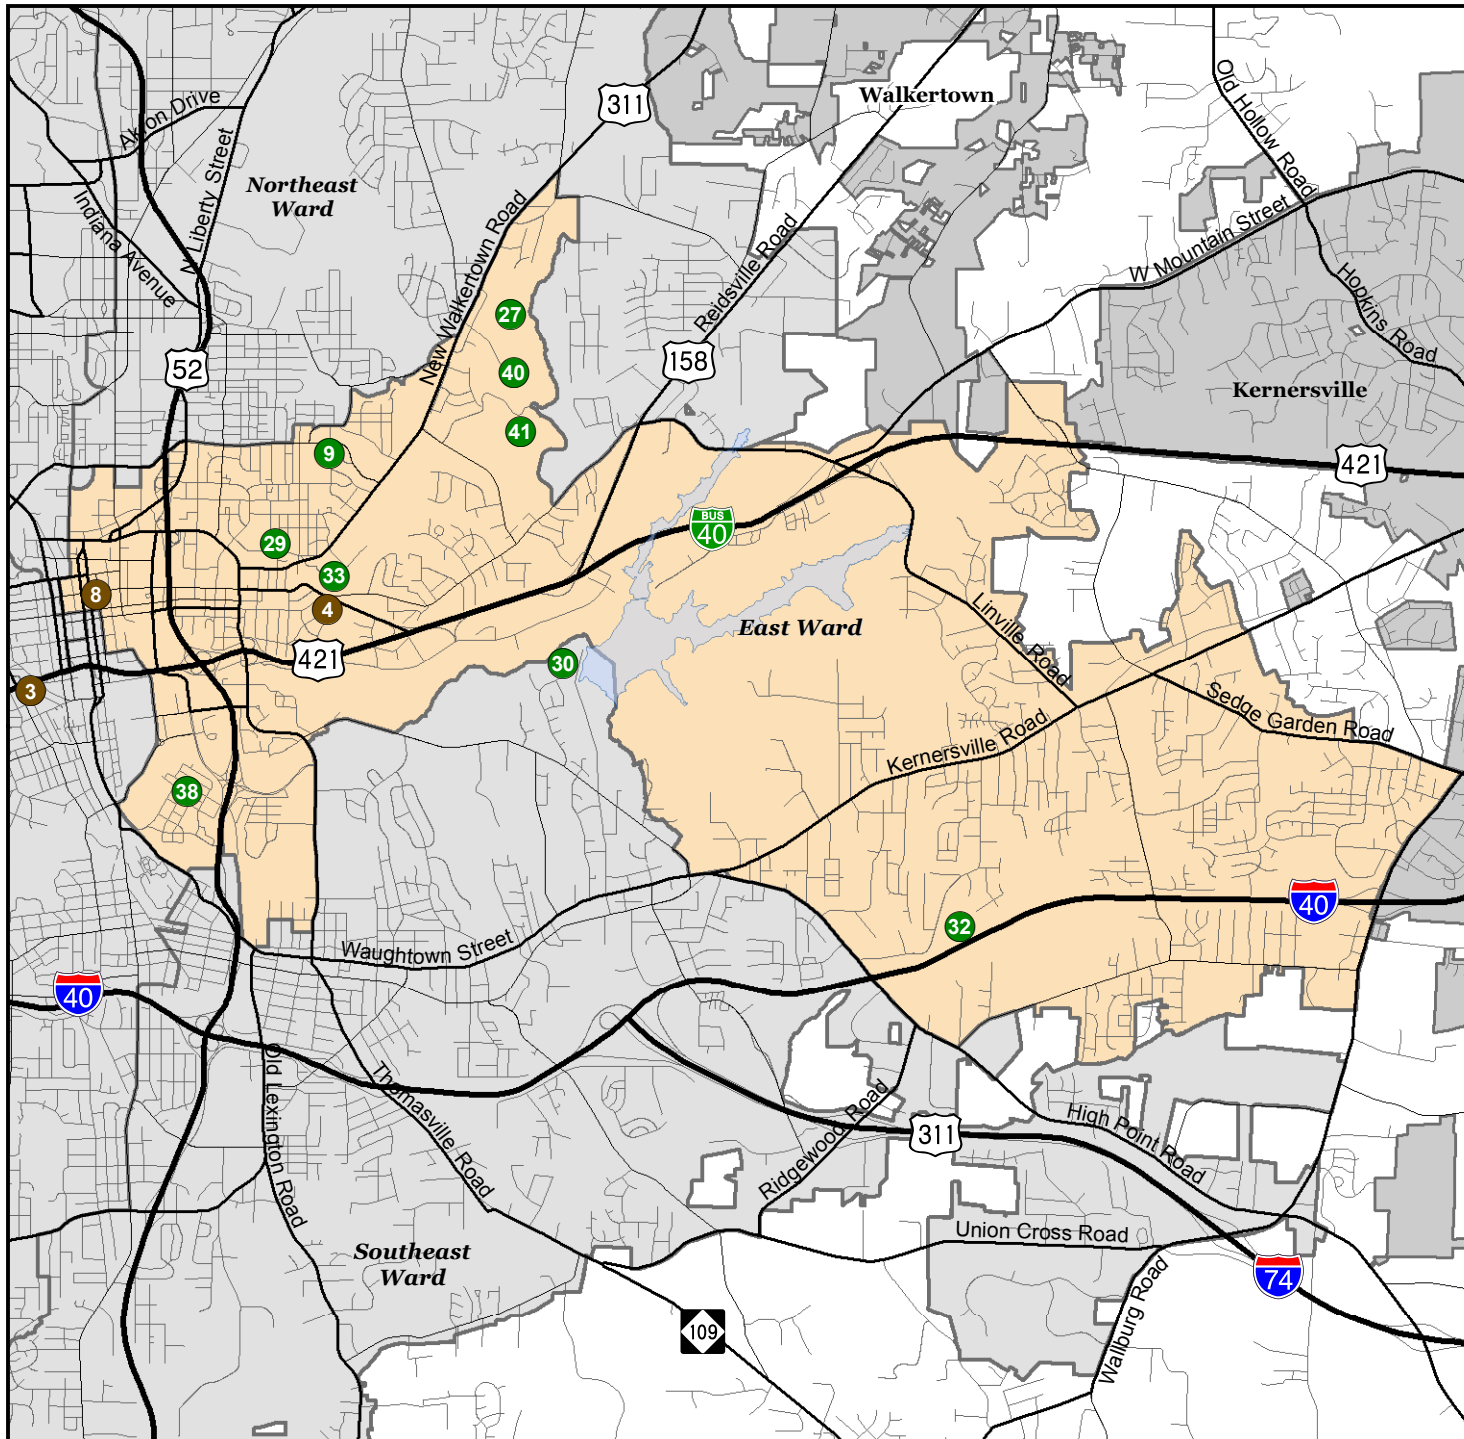 311
Walkertown
Old Hollow Road
Akron Drive
N Liberty Street
Northeast
Ward
Indiana Avenue
New Walkertown Road
W Mountain Street
Reidsville Road
Hopkins Road
27
52
158
40
Kernersville
41
9
421
BUS
40
29
33
8
4
East Ward
Linville Road
421
30
3
Sedge Garden Road
Kernersville Road
38
40
32
Waughtown Street
40
Old Lexington Road
Thomasville Road
Ridgewood Road
High Point Road
311
Union Cross Road
Southeast
Ward
74
Wallburg Road
109